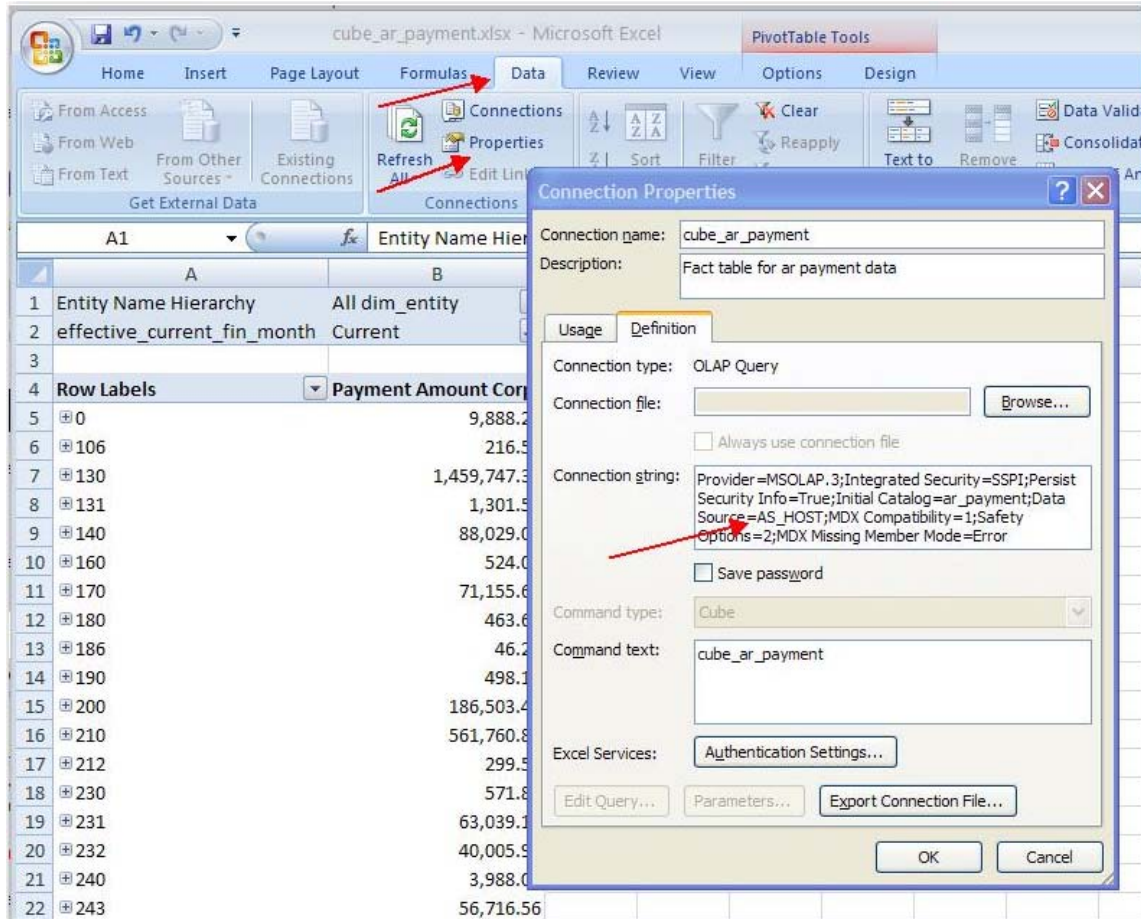 cube_ar_payment.xlsx - Microsoft Excel
PivotTable Tools
Home Insert Page Layout Formulas Data Review View Options Design
From Access
From Web
From Text
From Other Sources
Existing Connections
Get External Data
Refresh All
Connections
Properties
Edit
Connections
Sort
Filter
Clear
Reapply
Text to
Remove
Data Valid
Consolidat
A1
fx
Entity Name Hier
A B
1 Entity Name Hierarchy All dim_entity
2 effective_current_fin_month Current
3
4 Row Labels Payment Amount Corp
5 0 9,888.2
6 106 216.5
7 130 1,459,747.3
8 131 1,301.5
9 140 88,029.0
10 160 524.0
11 170 71,155.6
12 180 463.6
13 186 46.2
14 190 498.1
15 200 186,503.4
16 210 561,760.8
17 212 299.5
18 230 571.8
19 231 63,039.1
20 232 40,005.9
21 240 3,988.0
22 243 56,716.56
Connection Properties
Connection name: cube_ar_payment
Description: Fact table for ar payment data
Usage Definition
Connection type: OLAP Query
Connection file:
Browse...
Always use connection file
Connection string: Provider=MSOLAP.3;Integrated Security=SSPI;Persist
Security Info=True;Initial Catalog=ar_payment;Data
Source=AS_HOST;MDX Compatibility=1;Safety
Options=2;MDX Missing Member Mode=Error
Save password
Command type: Cube
Command text: cube_ar_payment
Excel Services: Authentication Settings...
Edit Query... Parameters... Export Connection File...
OK Cancel